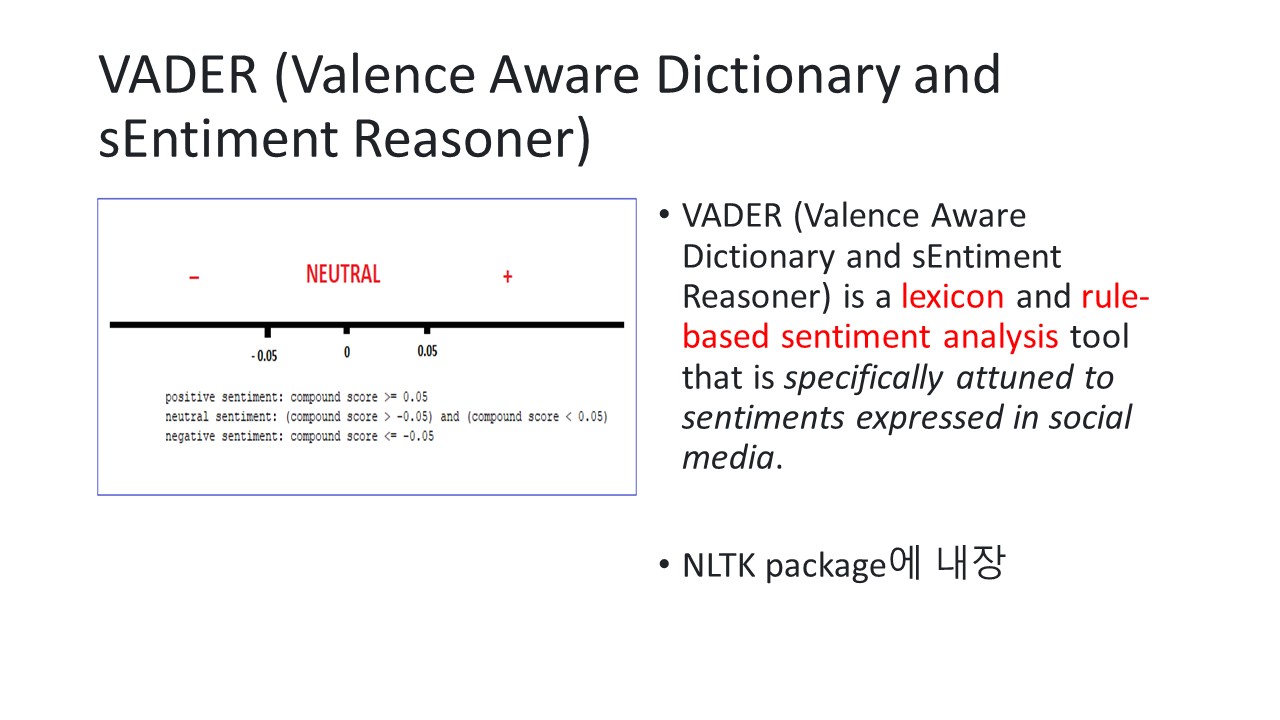 VADER (Valence Aware Dictionary and
sEntiment Reasoner)
– NEUTRAL +
- 0.05 0 0.05
positive sentiment: compound score >= 0.05
neutral sentiment: (compound score > -0.05) and (compound score < 0.05)
negative sentiment: compound score <= -0.05
• VADER (Valence Aware
Dictionary and sEntiment
Reasoner) is a lexicon and rule-
based sentiment analysis tool
that is specifically attuned to
sentiments expressed in social
media.
• NLTK package에 내장